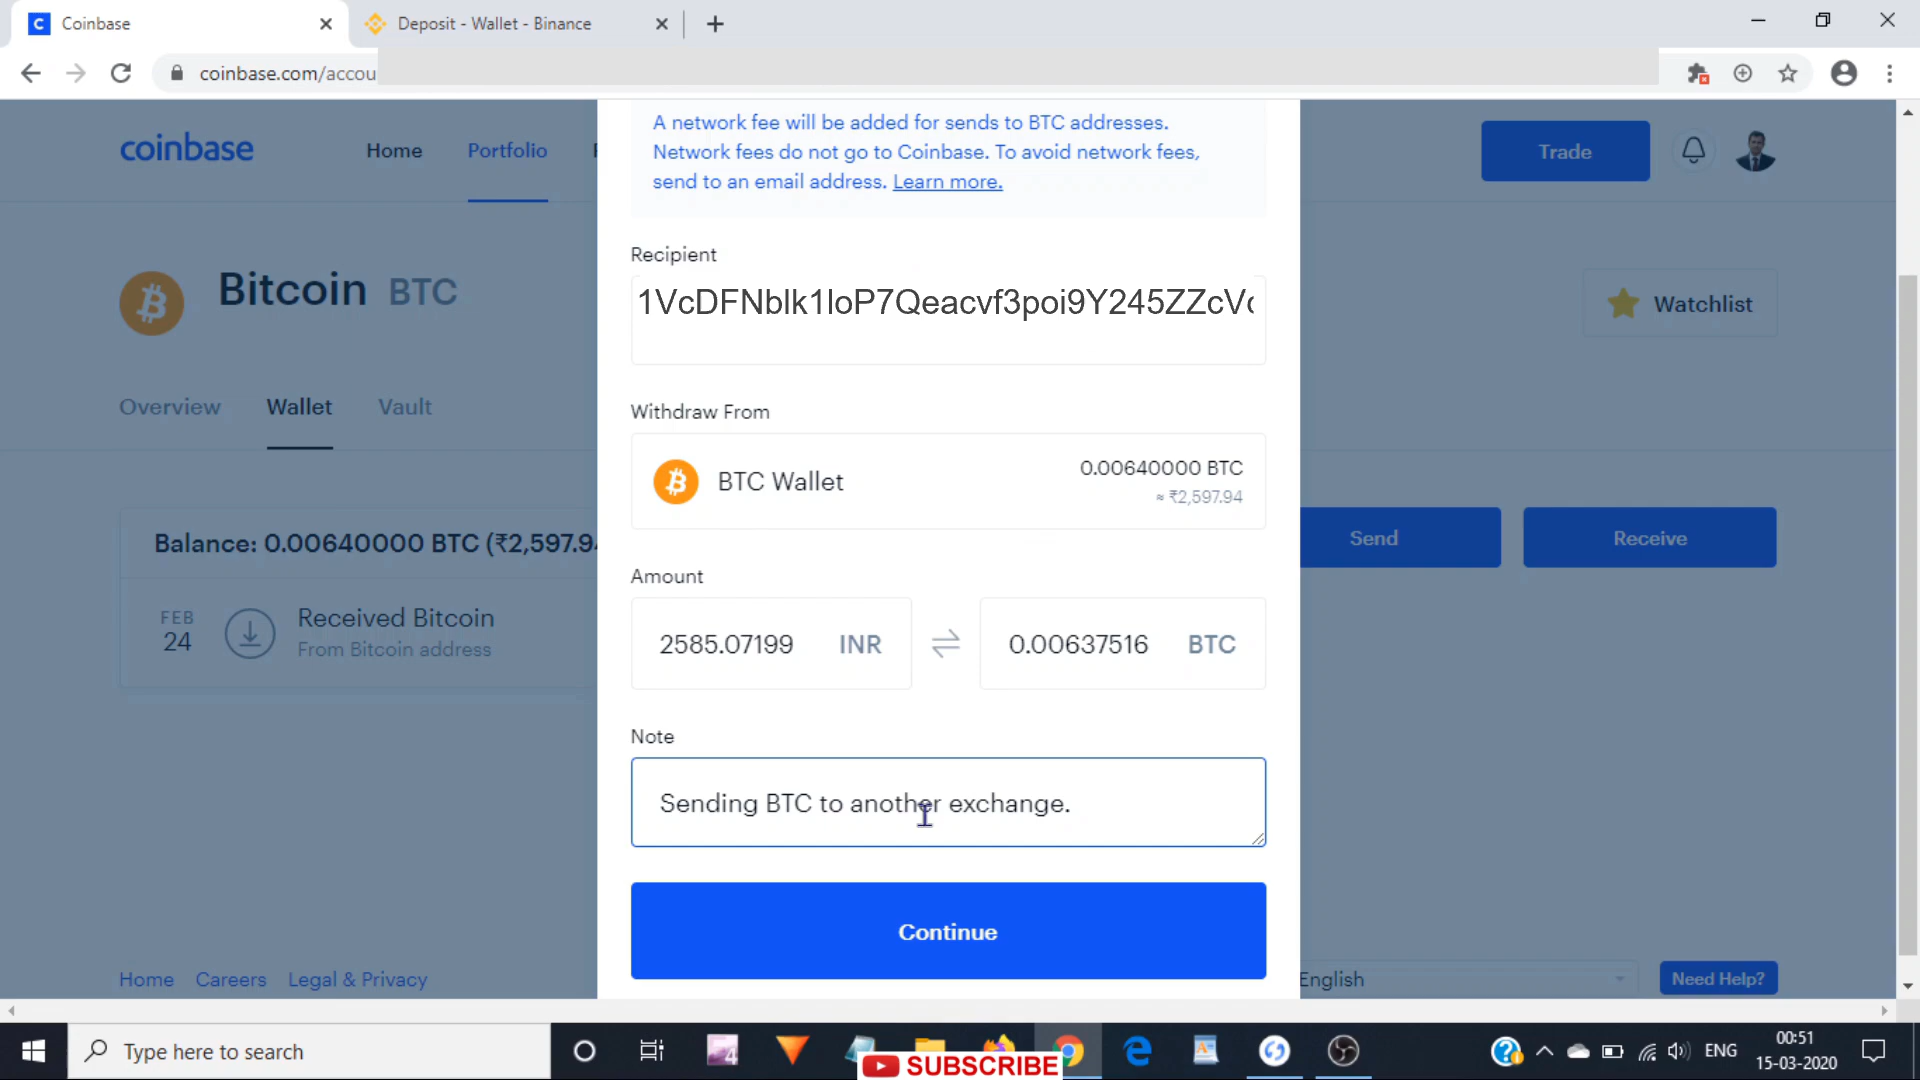 Coinbase
Deposit - Wallet - Binance
coinbase.com/accou
coinbase
Home
Portfolio
Trade
A network fee will be added for sends to BTC addresses.
Network fees do not go to Coinbase. To avoid network fees,
send to an email address. Learn more.
Bitcoin BTC
Watchlist
Recipient
1VcDFNblk1loP7Qeacvf3poi9Y245ZZcVc
Overview
Wallet
Vault
Withdraw From
BTC Wallet
0.00640000 BTC
≈ ₹2,597.94
Balance: 0.00640000 BTC (₹2,597.9
Send
Receive
FEB
24
Received Bitcoin
From Bitcoin address
Amount
2585.07199 INR
0.00637516 BTC
Note
Sending BTC to another exchange.
Continue
Home
Careers
Legal & Privacy
English
Need Help?
Type here to search
SUBSCRIBE
ENG
00:51
15-03-2020